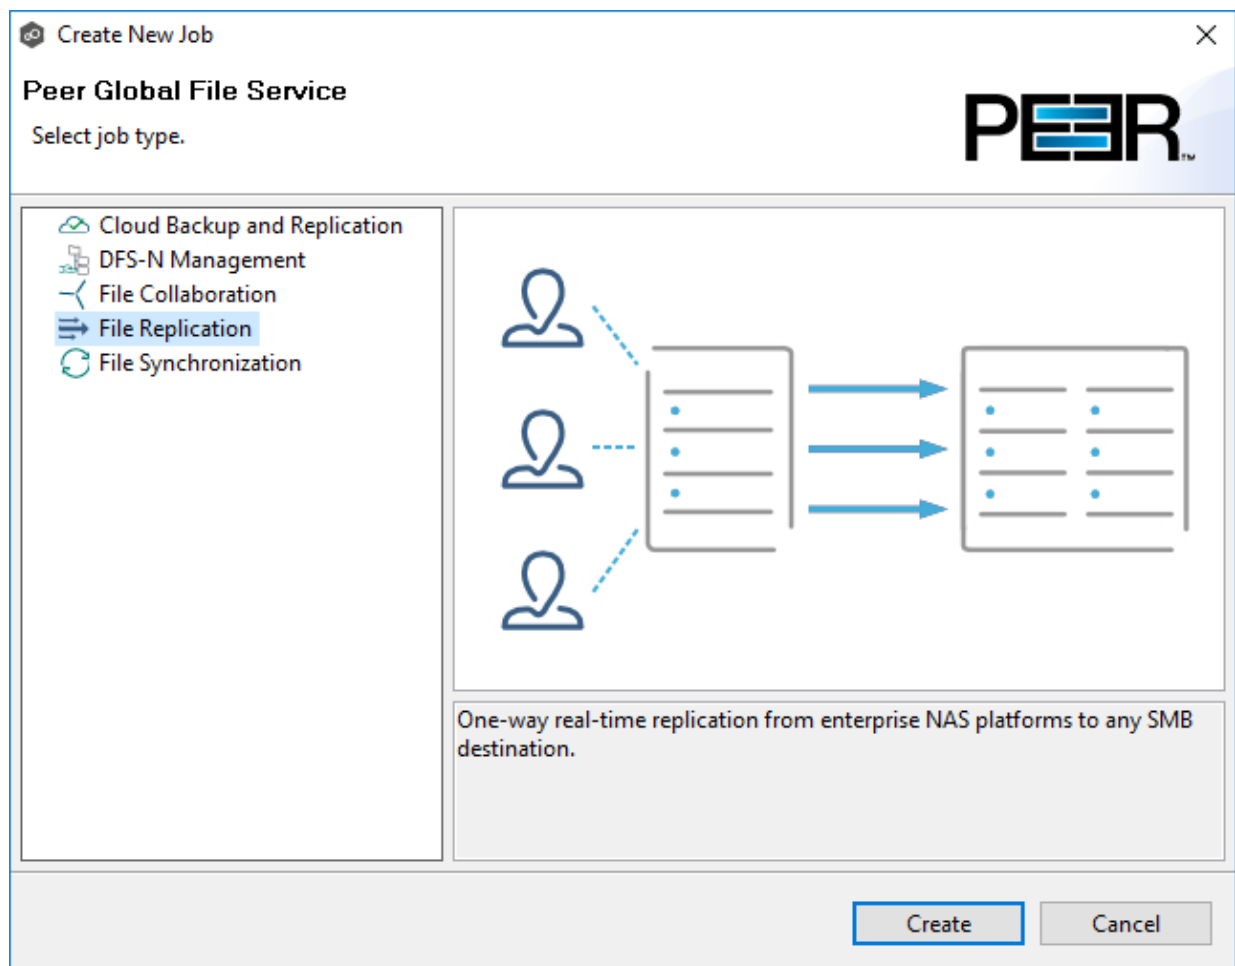 Create New Job
Peer Global File Service
Select job type.
PEER™
Cloud Backup and Replication
DFS-N Management
File Collaboration
File Replication
File Synchronization
One-way real-time replication from enterprise NAS platforms to any SMB
destination.
Create
Cancel